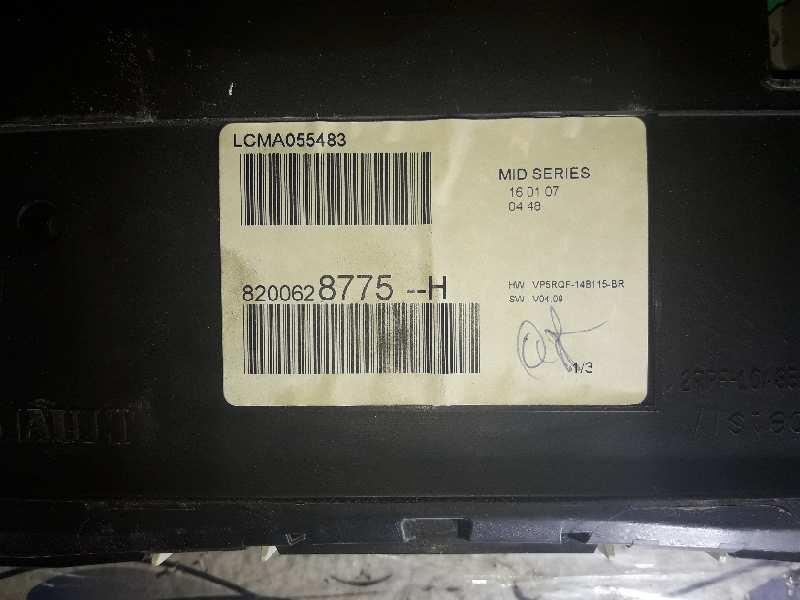 LCMA055483
MID SERIES
16 01 07
04 48
8200628775 --H
HW VP5RQF-14B115-BR
SW V04.09
1/3